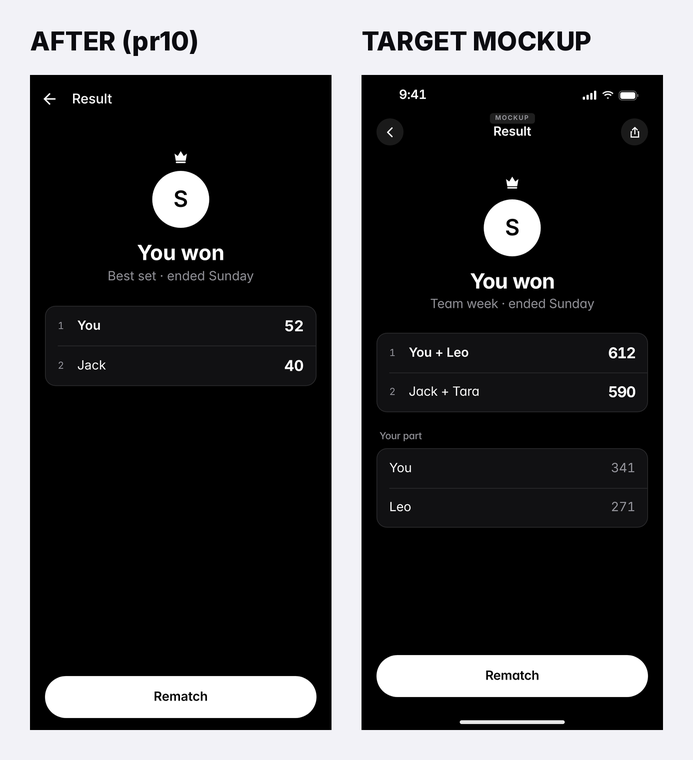 AFTER (pr10)
Result
S
You won
Best set · ended Sunday
1 You 52
2 Jack 40
Rematch
TARGET MOCKUP
9:41
MOCKUP
Result
S
You won
Team week · ended Sunday
1 You + Leo 612
2 Jack + Tara 590
Your part
You 341
Leo 271
Rematch